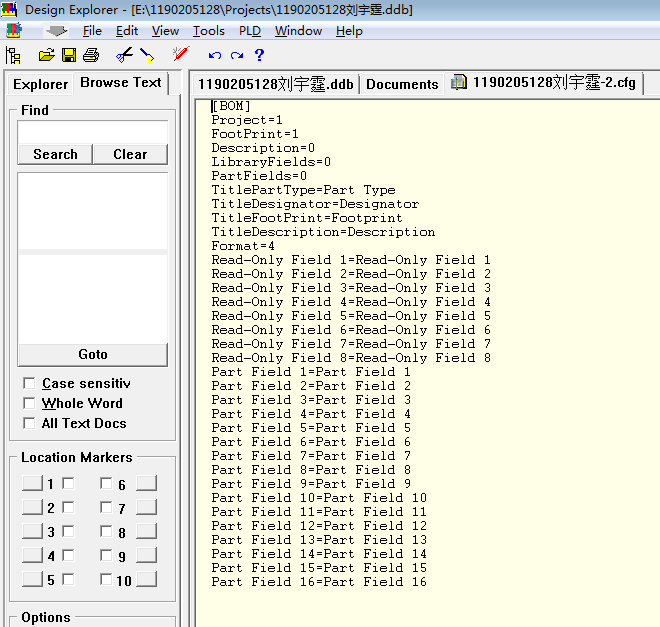 Design Explorer - [E:\1190205128\Projects\1190205128刘宇霆.ddb]
File Edit View Tools PLD Window Help
Explorer Browse Text
1190205128刘宇霆.ddb Documents 1190205128刘宇霆-2.cfg
Find
Search Clear
Goto
Case sensitiv
Whole Word
All Text Docs
Location Markers
1 6
2 7
3 8
4 9
5 10
Options
[BOM]
Project=1
FootPrint=1
Description=0
LibraryFields=0
PartFields=0
TitlePartType=Part Type
TitleDesignator=Designator
TitleFootPrint=Footprint
TitleDescription=Description
Format=4
Read-Only Field 1=Read-Only Field 1
Read-Only Field 2=Read-Only Field 2
Read-Only Field 3=Read-Only Field 3
Read-Only Field 4=Read-Only Field 4
Read-Only Field 5=Read-Only Field 5
Read-Only Field 6=Read-Only Field 6
Read-Only Field 7=Read-Only Field 7
Read-Only Field 8=Read-Only Field 8
Part Field 1=Part Field 1
Part Field 2=Part Field 2
Part Field 3=Part Field 3
Part Field 4=Part Field 4
Part Field 5=Part Field 5
Part Field 6=Part Field 6
Part Field 7=Part Field 7
Part Field 8=Part Field 8
Part Field 9=Part Field 9
Part Field 10=Part Field 10
Part Field 11=Part Field 11
Part Field 12=Part Field 12
Part Field 13=Part Field 13
Part Field 14=Part Field 14
Part Field 15=Part Field 15
Part Field 16=Part Field 16